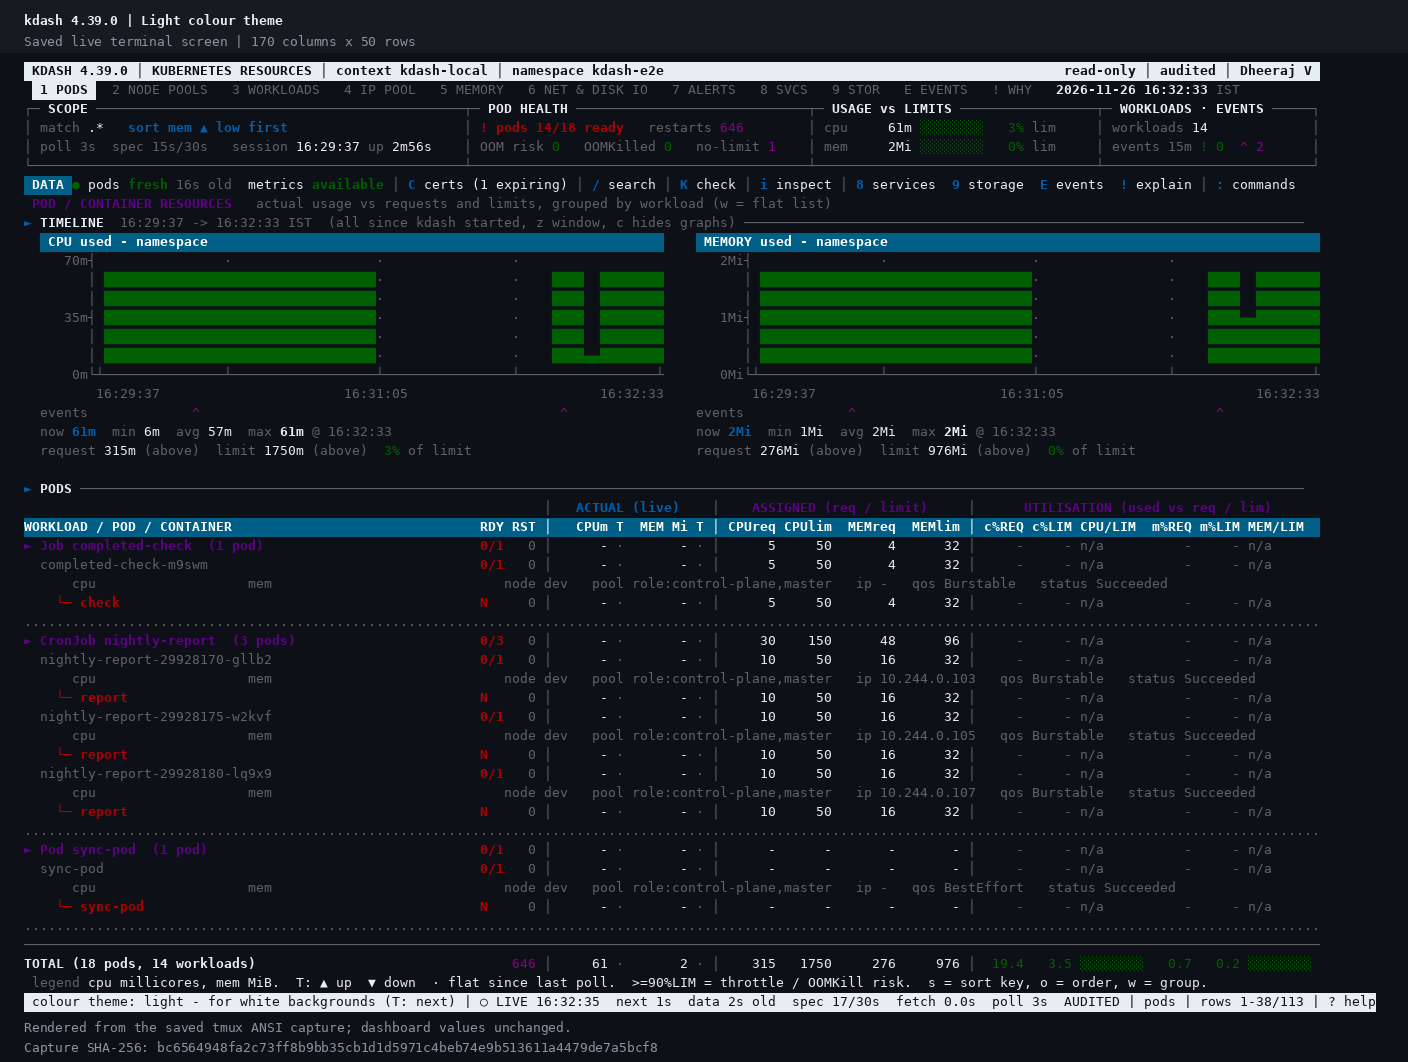 kdash 4.39.0 | Light colour theme
Saved live terminal screen | 170 columns x 50 rows
KDASH 4.39.0 │ KUBERNETES RESOURCES │ context kdash-local │ namespace kdash-e2e read-only │ audited │ Dheeraj V
1 PODS 2 NODE POOLS 3 WORKLOADS 4 IP POOL 5 MEMORY 6 NET & DISK IO 7 ALERTS 8 SVCS 9 STOR E EVENTS ! WHY 2026-11-26 16:32:33 IST
SCOPE POD HEALTH USAGE vs LIMITS WORKLOADS · EVENTS
match .* sort mem ▲ low first │ ! pods 14/18 ready restarts 646 │ cpu 61m 3% lim │ workloads 14
poll 3s spec 15s/30s session 16:29:37 up 2m56s │ OOM risk 0 OOMKilled 0 no-limit 1 │ mem 2Mi 0% lim │ events 15m ! 0 ^ 2
DATA ● pods fresh 16s old metrics available │ C certs (1 expiring) │ / search │ K check │ i inspect │ 8 services 9 storage E events ! explain │ : commands
POD / CONTAINER RESOURCES actual usage vs requests and limits, grouped by workload (w = flat list)
► TIMELINE 16:29:37 -> 16:32:33 IST (all since kdash started, z window, c hides graphs)
CPU used - namespace MEMORY used - namespace
70m 2Mi
35m 1Mi
0m 0Mi
16:29:37 16:31:05 16:32:33 16:29:37 16:31:05 16:32:33
events ^ ^ events ^ ^
now 61m min 6m avg 57m max 61m @ 16:32:33 now 2Mi min 1Mi avg 2Mi max 2Mi @ 16:32:33
request 315m (above) limit 1750m (above) 3% of limit request 276Mi (above) limit 976Mi (above) 0% of limit
► PODS
│ ACTUAL (live) │ ASSIGNED (req / limit) │ UTILISATION (used vs req / lim)
WORKLOAD / POD / CONTAINER RDY RST │ CPUm T MEM Mi T │ CPUreq CPUlim MEMreq MEMlim │ c%REQ c%LIM CPU/LIM m%REQ m%LIM MEM/LIM
► Job completed-check (1 pod) 0/1 0 │ - · - · │ 5 50 4 32 │ - - n/a - - n/a
completed-check-m9swm 0/1 0 │ - · - · │ 5 50 4 32 │ - - n/a - - n/a
cpu mem node dev pool role:control-plane,master ip - qos Burstable status Succeeded
└─ check N 0 │ - · - · │ 5 50 4 32 │ - - n/a - - n/a
► CronJob nightly-report (3 pods) 0/3 0 │ - · - · │ 30 150 48 96 │ - - n/a - - n/a
nightly-report-29928170-gllb2 0/1 0 │ - · - · │ 10 50 16 32 │ - - n/a - - n/a
cpu mem node dev pool role:control-plane,master ip 10.244.0.103 qos Burstable status Succeeded
└─ report N 0 │ - · - · │ 10 50 16 32 │ - - n/a - - n/a
nightly-report-29928175-w2kvf 0/1 0 │ - · - · │ 10 50 16 32 │ - - n/a - - n/a
cpu mem node dev pool role:control-plane,master ip 10.244.0.105 qos Burstable status Succeeded
└─ report N 0 │ - · - · │ 10 50 16 32 │ - - n/a - - n/a
nightly-report-29928180-lq9x9 0/1 0 │ - · - · │ 10 50 16 32 │ - - n/a - - n/a
cpu mem node dev pool role:control-plane,master ip 10.244.0.107 qos Burstable status Succeeded
└─ report N 0 │ - · - · │ 10 50 16 32 │ - - n/a - - n/a
► Pod sync-pod (1 pod) 0/1 0 │ - · - · │ - - - - │ - - n/a - - n/a
sync-pod 0/1 0 │ - · - · │ - - - - │ - - n/a - - n/a
cpu mem node dev pool role:control-plane,master ip - qos BestEffort status Succeeded
└─ sync-pod N 0 │ - · - · │ - - - - │ - - n/a - - n/a
TOTAL (18 pods, 14 workloads) 646 │ 61 · 2 · │ 315 1750 276 976 │ 19.4 3.5 0.7 0.2
legend cpu millicores, mem MiB. T: ▲ up ▼ down · flat since last poll. >=90%LIM = throttle / OOMKill risk. s = sort key, o = order, w = group.
colour theme: light - for white backgrounds (T: next) | ○ LIVE 16:32:35 next 1s data 2s old spec 17/30s fetch 0.0s poll 3s AUDITED | pods | rows 1-38/113 | ? help
Rendered from the saved tmux ANSI capture; dashboard values unchanged.
Capture SHA-256: bc6564948fa2c73ff8b9bb35cb1d1d5971c4beb74e9b513611a4479de7a5bcf8